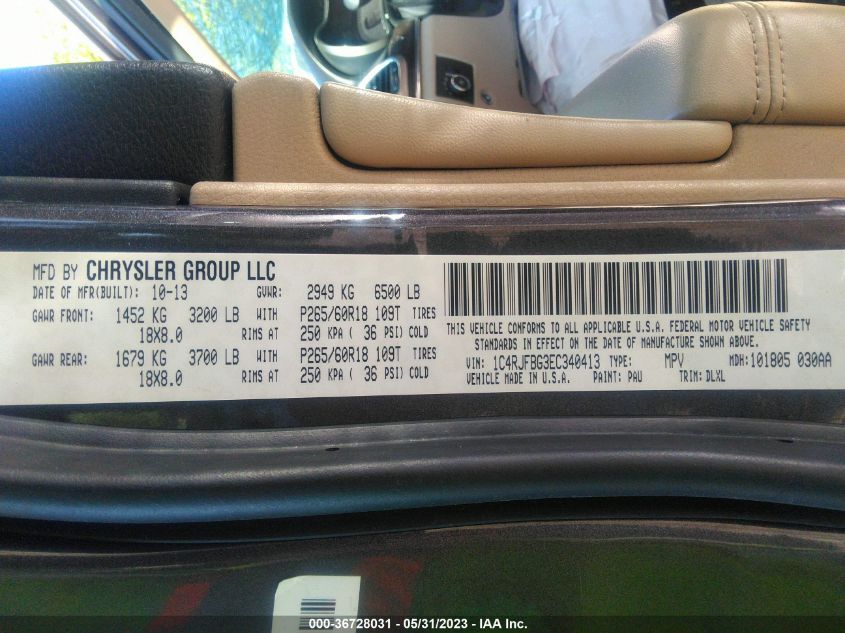 MFD BY CHRYSLER GROUP LLC
DATE OF MFR(BUILT): 10-13 GVWR: 2949 KG 6500 LB
GAWR FRONT: 1452 KG 3200 LB WITH P265/60R18 109T TIRES
18X8.0 RIMS AT 250 KPA ( 36 PSI) COLD
GAWR REAR: 1679 KG 3700 LB WITH P265/60R18 109T TIRES
18X8.0 RIMS AT 250 KPA ( 36 PSI) COLD
THIS VEHICLE CONFORMS TO ALL APPLICABLE U.S.A. FEDERAL MOTOR VEHICLE SAFETY
STANDARDS IN EFFECT ON THE DATE OF MANUFACTURE SHOWN ABOVE.
VIN: 1C4RJFBG3EC340413 TYPE: MPV MDH: 101805 030AA
VEHICLE MADE IN U.S.A. PAINT: PAU TRIM: DLXL
000-36728031 - 05/31/2023 - IAA Inc.